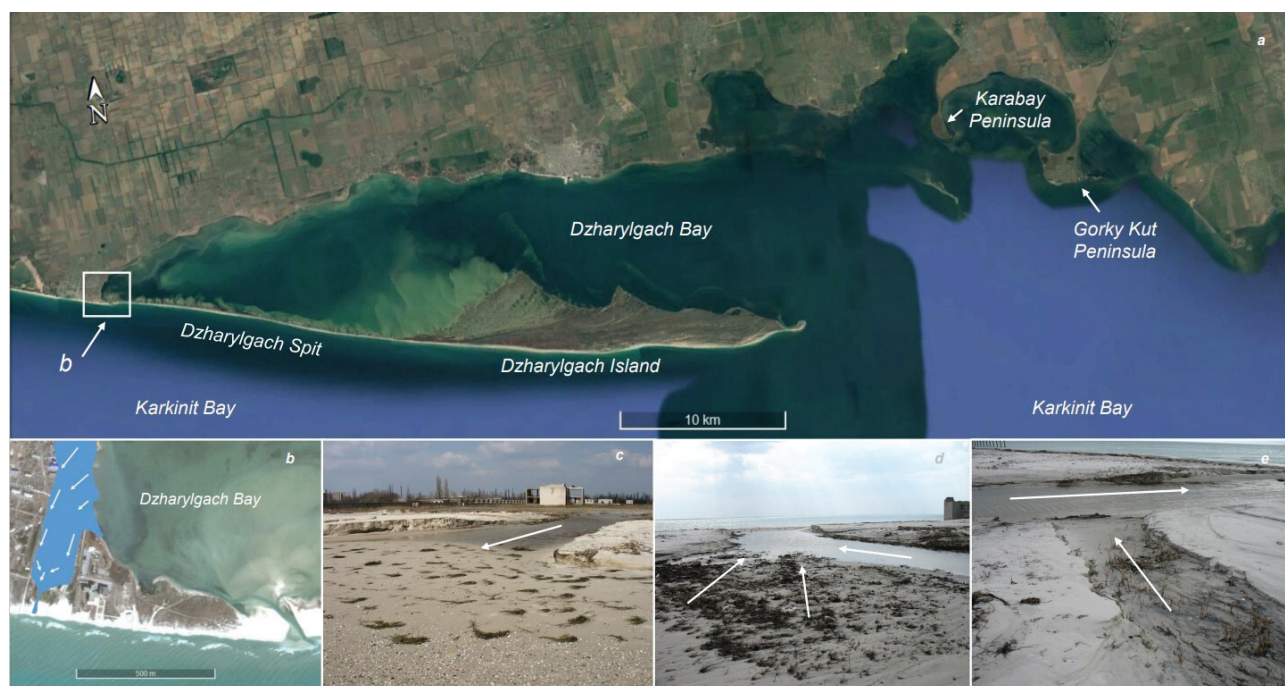 a
N
Karabay
Peninsula
Gorky Kut
Peninsula
Dzharylgach Bay
Dzharylgach Spit
b
Dzharylgach Island
Karkinit Bay
10 km
Karkinit Bay
b
Dzharylgach Bay
500 m
c
d
e